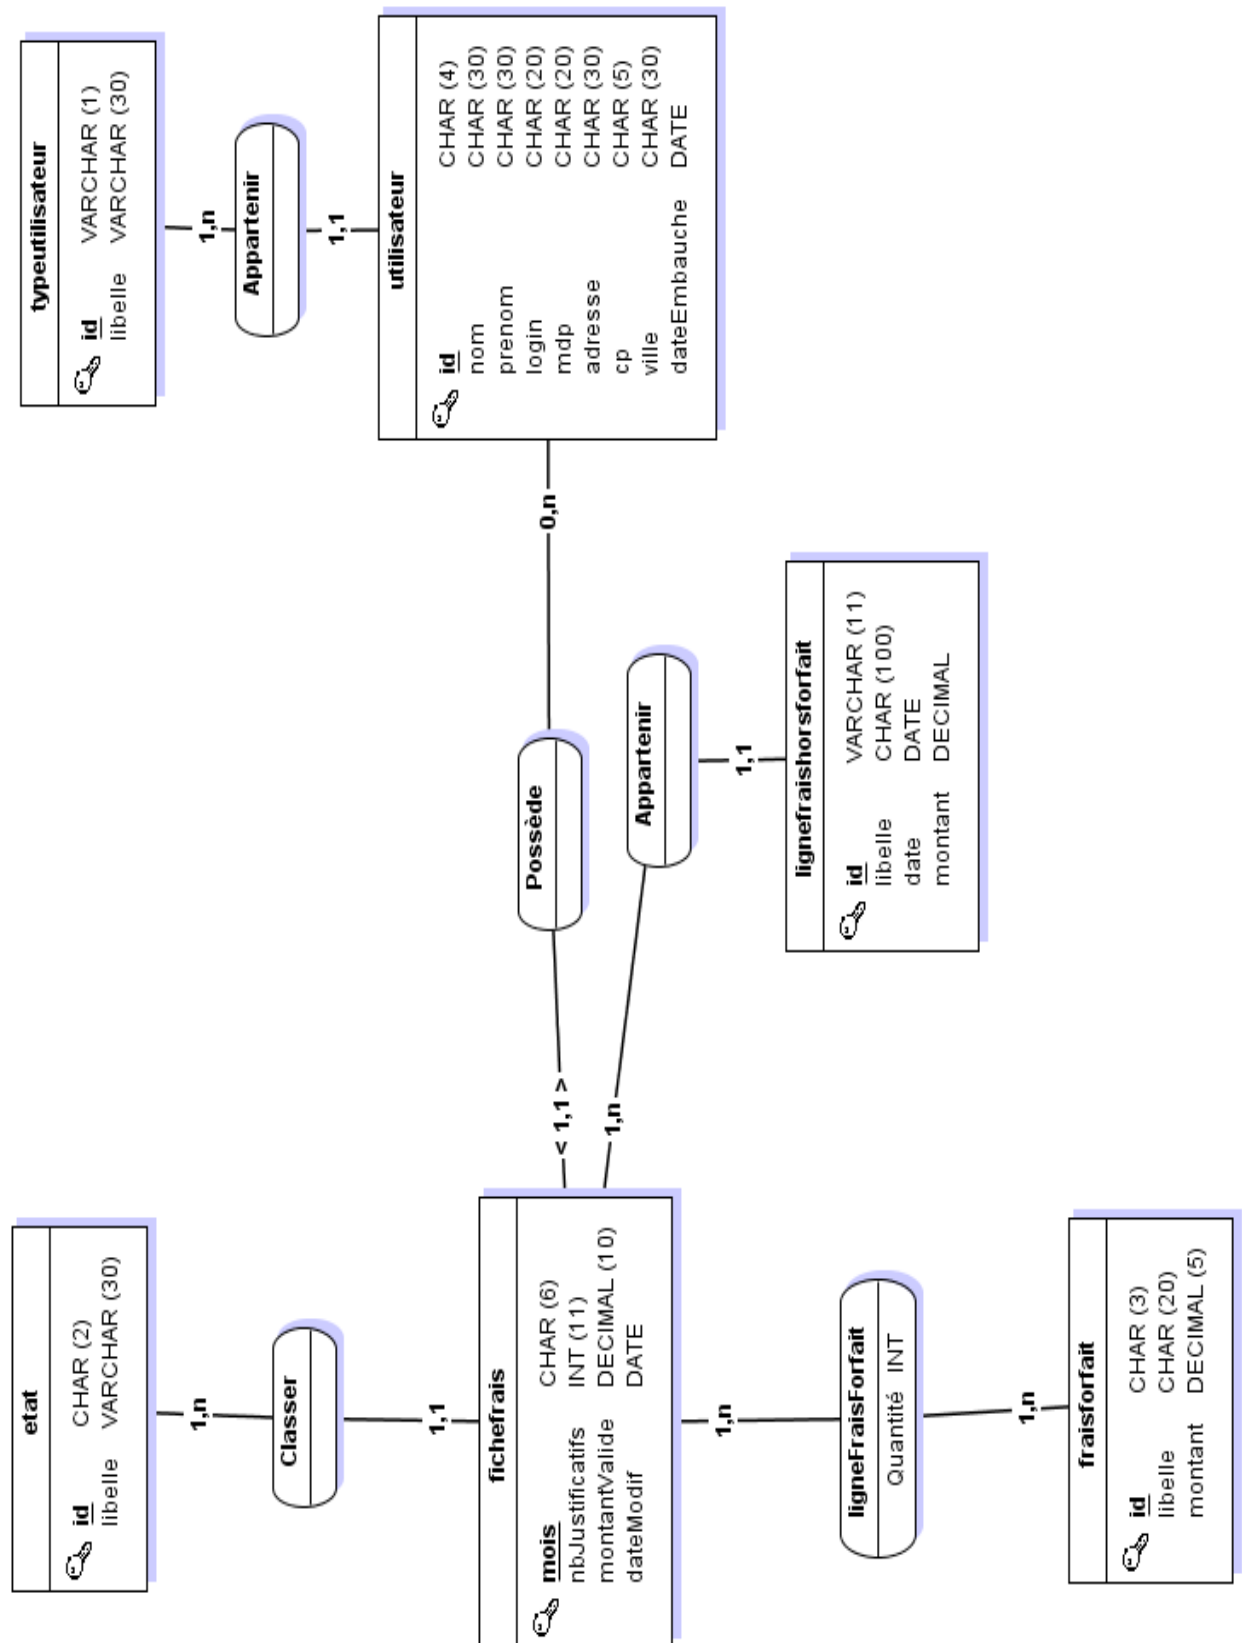 etat
id CHAR (2)
libelle VARCHAR (30)
1,n
Classer
1,1
fichefrais
mois CHAR (6)
nbJustificatifs INT (11)
montantValide DECIMAL (10)
dateModif DATE
1,n
ligneFraisForfait
Quantité INT
1,n
fraisforfait
id CHAR (3)
libelle CHAR (20)
montant DECIMAL (5)
< 1,1 >
Possède
0,n
1,n
Appartenir
1,1
lignefraishorsforfait
id VARCHAR (11)
libelle CHAR (100)
date DATE
montant DECIMAL
typeutilisateur
id VARCHAR (1)
libelle VARCHAR (30)
1,n
Appartenir
1,1
utilisateur
id CHAR (4)
nom CHAR (30)
prenom CHAR (30)
login CHAR (20)
mdp CHAR (20)
adresse CHAR (30)
cp CHAR (5)
ville CHAR (30)
dateEmbauche DATE